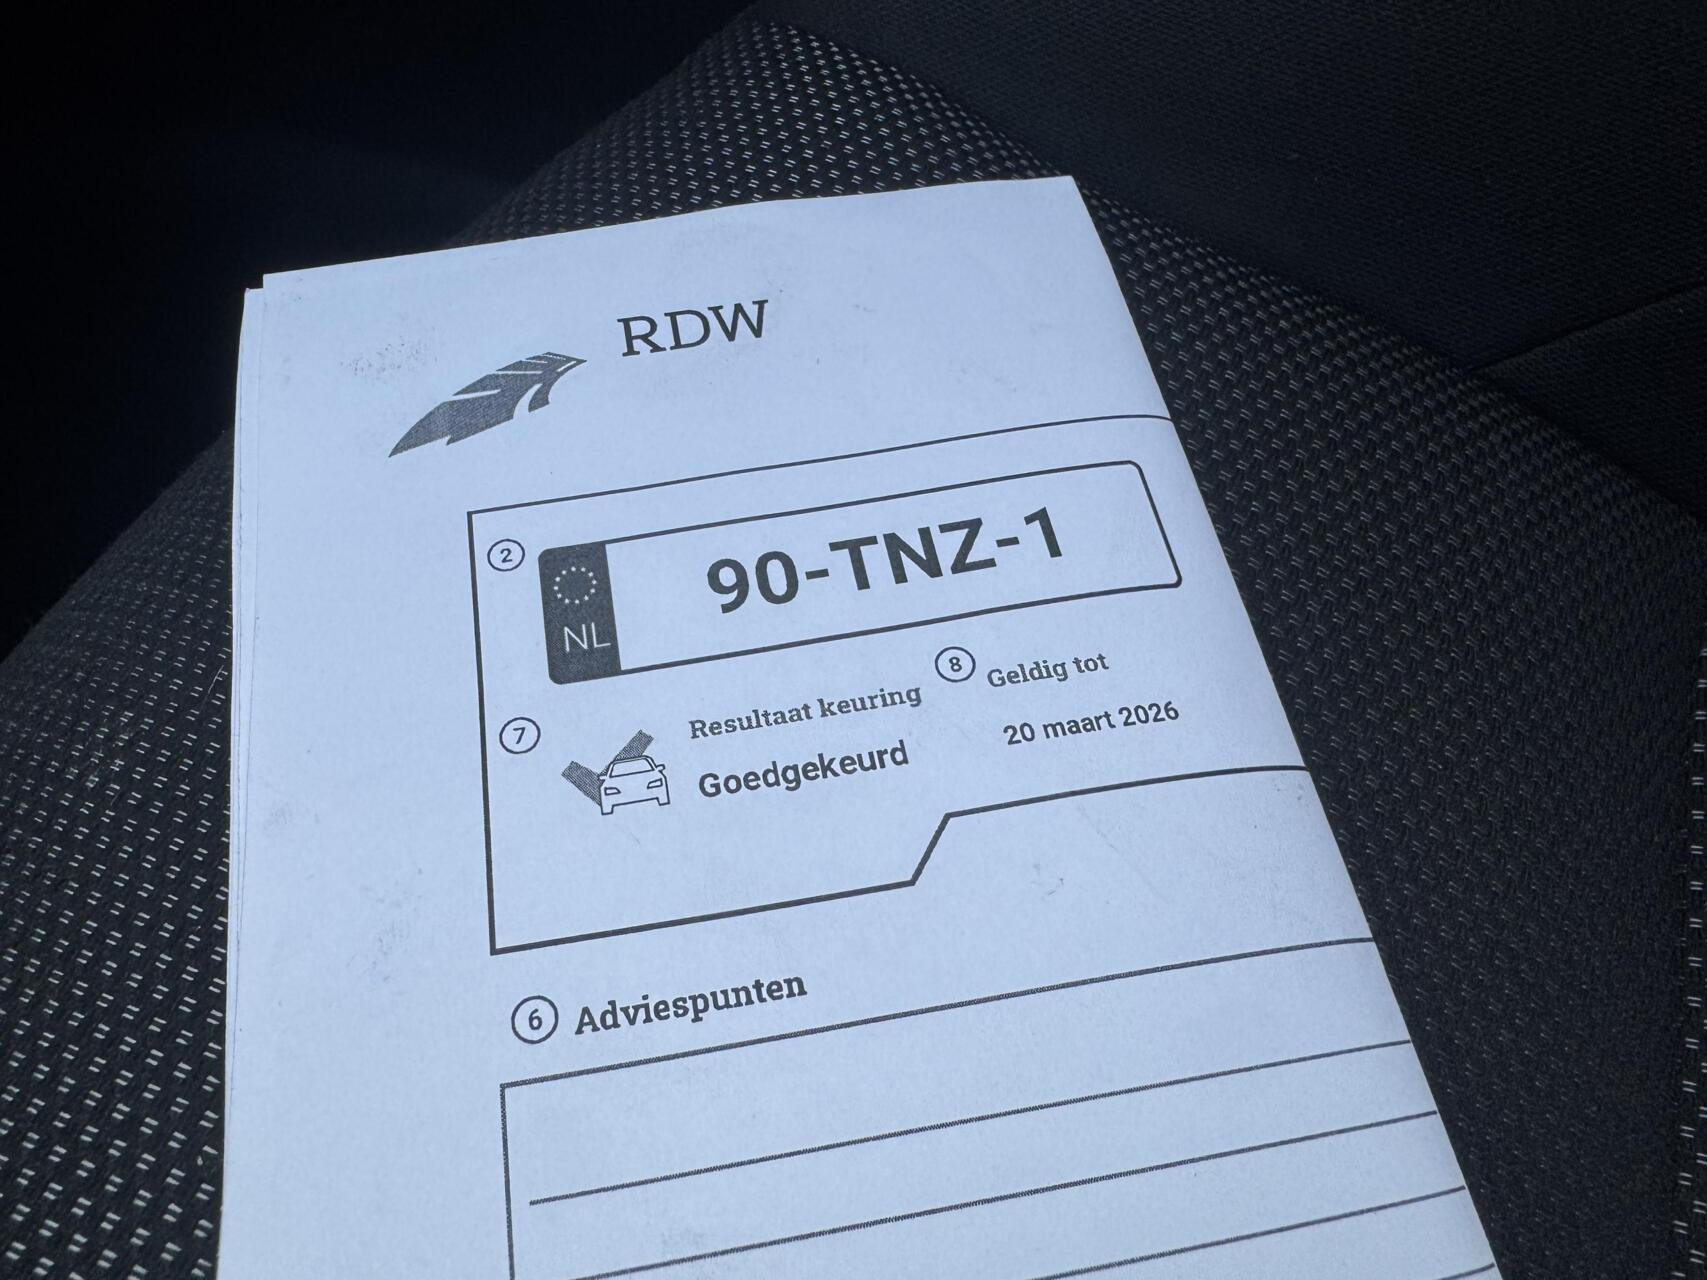 RDW
2
NL
90-TNZ-1
7
Resultaat keuring
Goedgekeurd
8
Geldig tot
20 maart 2026
6 Adviespunten